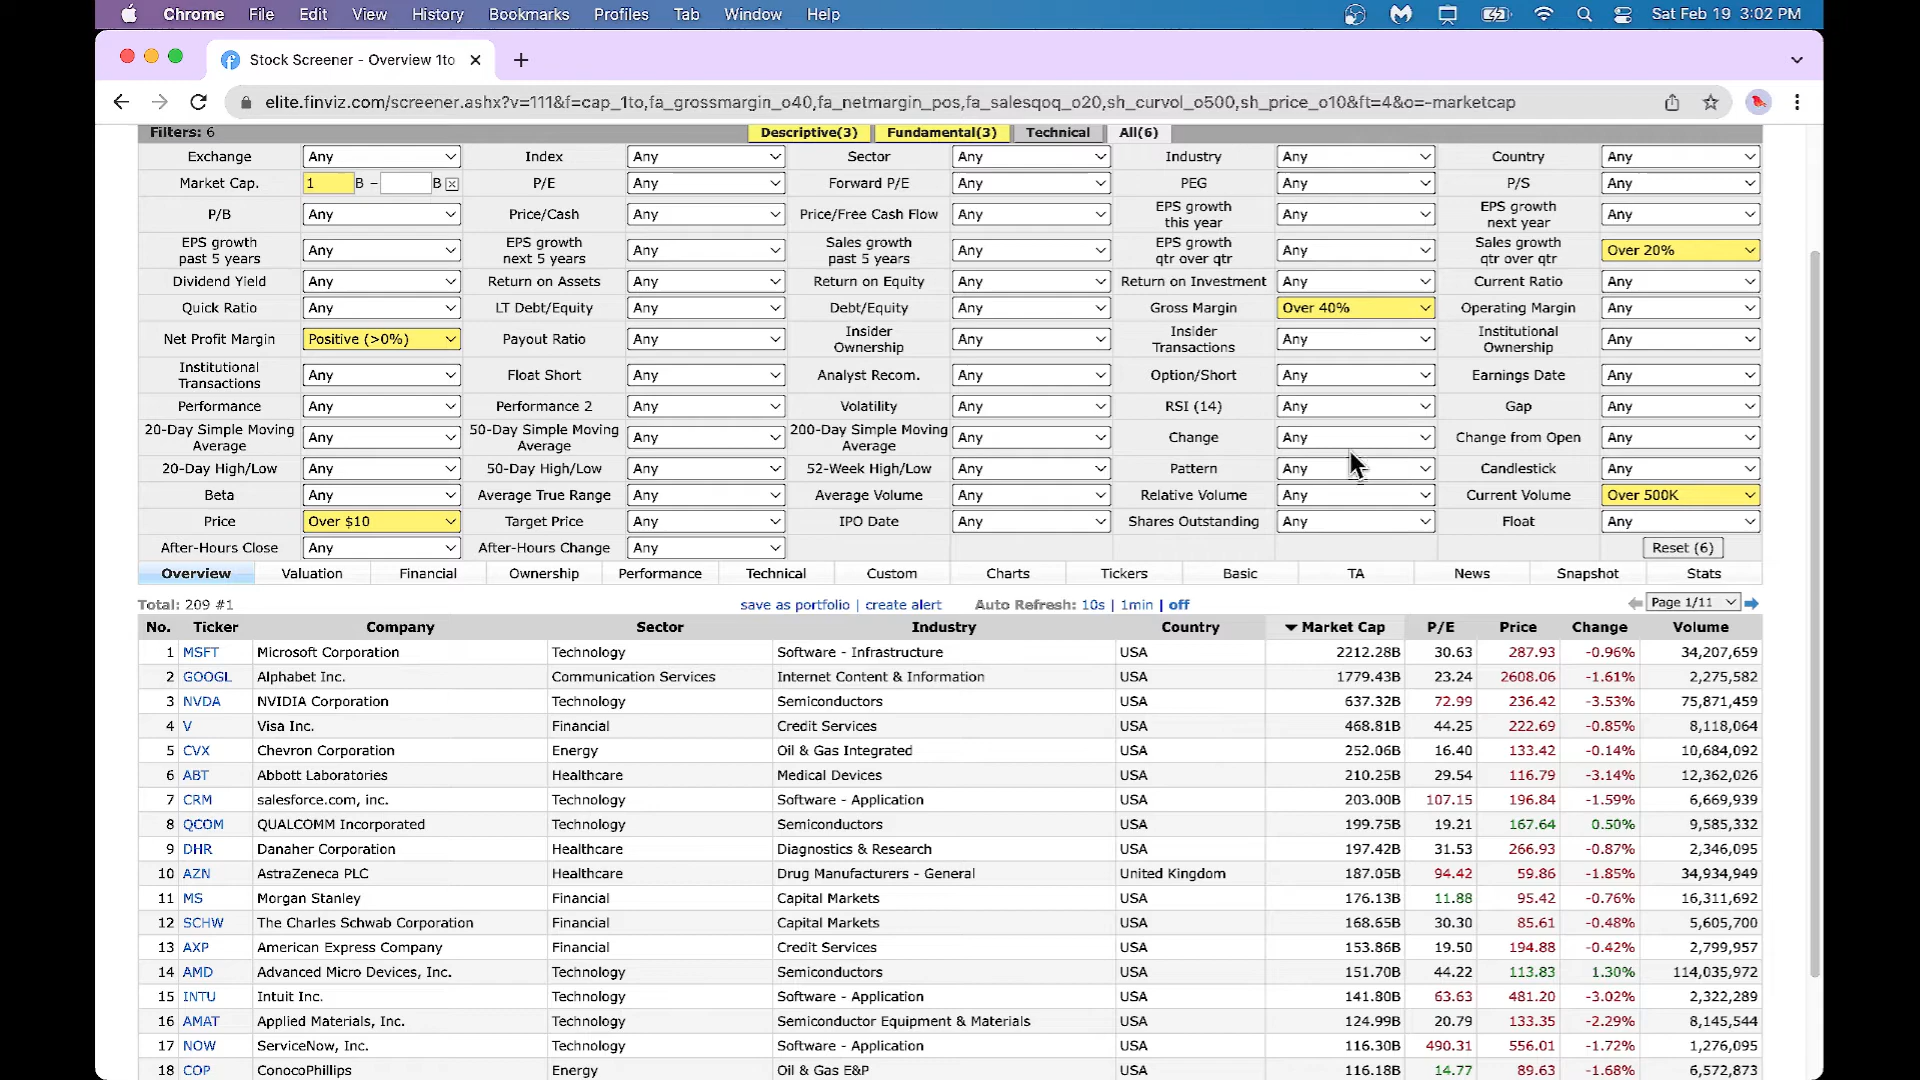 Chrome File Edit View History Bookmarks Profiles Tab Window Help Sat Feb 19 3:02 PM
Stock Screener - Overview 1to
elite.finviz.com/screener.ashx?v=111&f=cap_1to,fa_grossmargin_o40,fa_netmargin_pos,fa_salesqoq_o20,sh_curvol_o500,sh_price_o10&ft=4&o=-marketcap
Filters: 6 Descriptive(3) Fundamental(3) Technical All(6)
Exchange Any Index Any Sector Any Industry Any Country Any
Market Cap. 1 B – B P/E Any Forward P/E Any PEG Any P/S Any
P/B Any Price/Cash Any Price/Free Cash Flow Any EPS growth this year Any EPS growth next year Any
EPS growth past 5 years Any EPS growth next 5 years Any Sales growth past 5 years Any EPS growth qtr over qtr Any Sales growth qtr over qtr Over 20%
Dividend Yield Any Return on Assets Any Return on Equity Any Return on Investment Any Current Ratio Any
Quick Ratio Any LT Debt/Equity Any Debt/Equity Any Gross Margin Over 40% Operating Margin Any
Net Profit Margin Positive (>0%) Payout Ratio Any Insider Ownership Any Insider Transactions Any Institutional Ownership Any
Institutional Transactions Any Float Short Any Analyst Recom. Any Option/Short Any Earnings Date Any
Performance Any Performance 2 Any Volatility Any RSI (14) Any Gap Any
20-Day Simple Moving Average Any 50-Day Simple Moving Average Any 200-Day Simple Moving Average Any Change Any Change from Open Any
20-Day High/Low Any 50-Day High/Low Any 52-Week High/Low Any Pattern Any Candlestick Any
Beta Any Average True Range Any Average Volume Any Relative Volume Any Current Volume Over 500K
Price Over $10 Target Price Any IPO Date Any Shares Outstanding Any Float Any
After-Hours Close Any After-Hours Change Any Reset (6)
Overview Valuation Financial Ownership Performance Technical Custom Charts Tickers Basic TA News Snapshot Stats
Total: 209 #1 save as portfolio | create alert Auto Refresh: 10s | 1min | off Page 1/11
No. Ticker Company Sector Industry Country Market Cap P/E Price Change Volume
1 MSFT Microsoft Corporation Technology Software - Infrastructure USA 2212.28B 30.63 287.93 -0.96% 34,207,659
2 GOOGL Alphabet Inc. Communication Services Internet Content & Information USA 1779.43B 23.24 2608.06 -1.61% 2,275,582
3 NVDA NVIDIA Corporation Technology Semiconductors USA 637.32B 72.99 236.42 -3.53% 75,871,459
4 V Visa Inc. Financial Credit Services USA 468.81B 44.25 222.69 -0.85% 8,118,064
5 CVX Chevron Corporation Energy Oil & Gas Integrated USA 252.06B 16.40 133.42 -0.14% 10,684,092
6 ABT Abbott Laboratories Healthcare Medical Devices USA 210.25B 29.54 116.79 -3.14% 12,362,026
7 CRM salesforce.com, inc. Technology Software - Application USA 203.00B 107.15 196.84 -1.59% 6,669,939
8 QCOM QUALCOMM Incorporated Technology Semiconductors USA 199.75B 19.21 167.64 0.50% 9,585,332
9 DHR Danaher Corporation Healthcare Diagnostics & Research USA 197.42B 31.53 266.93 -0.87% 2,346,095
10 AZN AstraZeneca PLC Healthcare Drug Manufacturers - General United Kingdom 187.05B 94.42 59.86 -1.85% 34,934,949
11 MS Morgan Stanley Financial Capital Markets USA 176.13B 11.88 95.42 -0.76% 16,311,692
12 SCHW The Charles Schwab Corporation Financial Capital Markets USA 168.65B 30.30 85.61 -0.48% 5,605,700
13 AXP American Express Company Financial Credit Services USA 153.86B 19.50 194.88 -0.42% 2,799,957
14 AMD Advanced Micro Devices, Inc. Technology Semiconductors USA 151.70B 44.22 113.83 1.30% 114,035,972
15 INTU Intuit Inc. Technology Software - Application USA 141.80B 63.63 481.20 -3.02% 2,322,289
16 AMAT Applied Materials, Inc. Technology Semiconductor Equipment & Materials USA 124.99B 20.79 133.35 -2.29% 8,145,544
17 NOW ServiceNow, Inc. Technology Software - Application USA 116.30B 490.31 556.01 -1.72% 1,276,095
18 COP ConocoPhillips Energy Oil & Gas E&P USA 116.18B 14.77 89.63 -1.68% 6,572,873